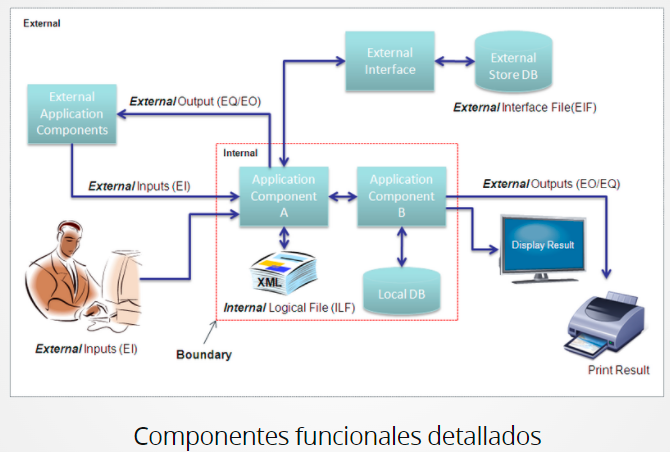 External
External
Interface
External
Store DB
External
Application
Components
External Output (EQ/EO)
External Interface File(EIF)
Internal
External Inputs (EI)
Application
Component
A
Application
Component
B
External Outputs (EO/EQ)
Display Result
XML
Local DB
Internal Logical File (ILF)
External Inputs (EI)
Boundary
Print Result
Componentes funcionales detallados